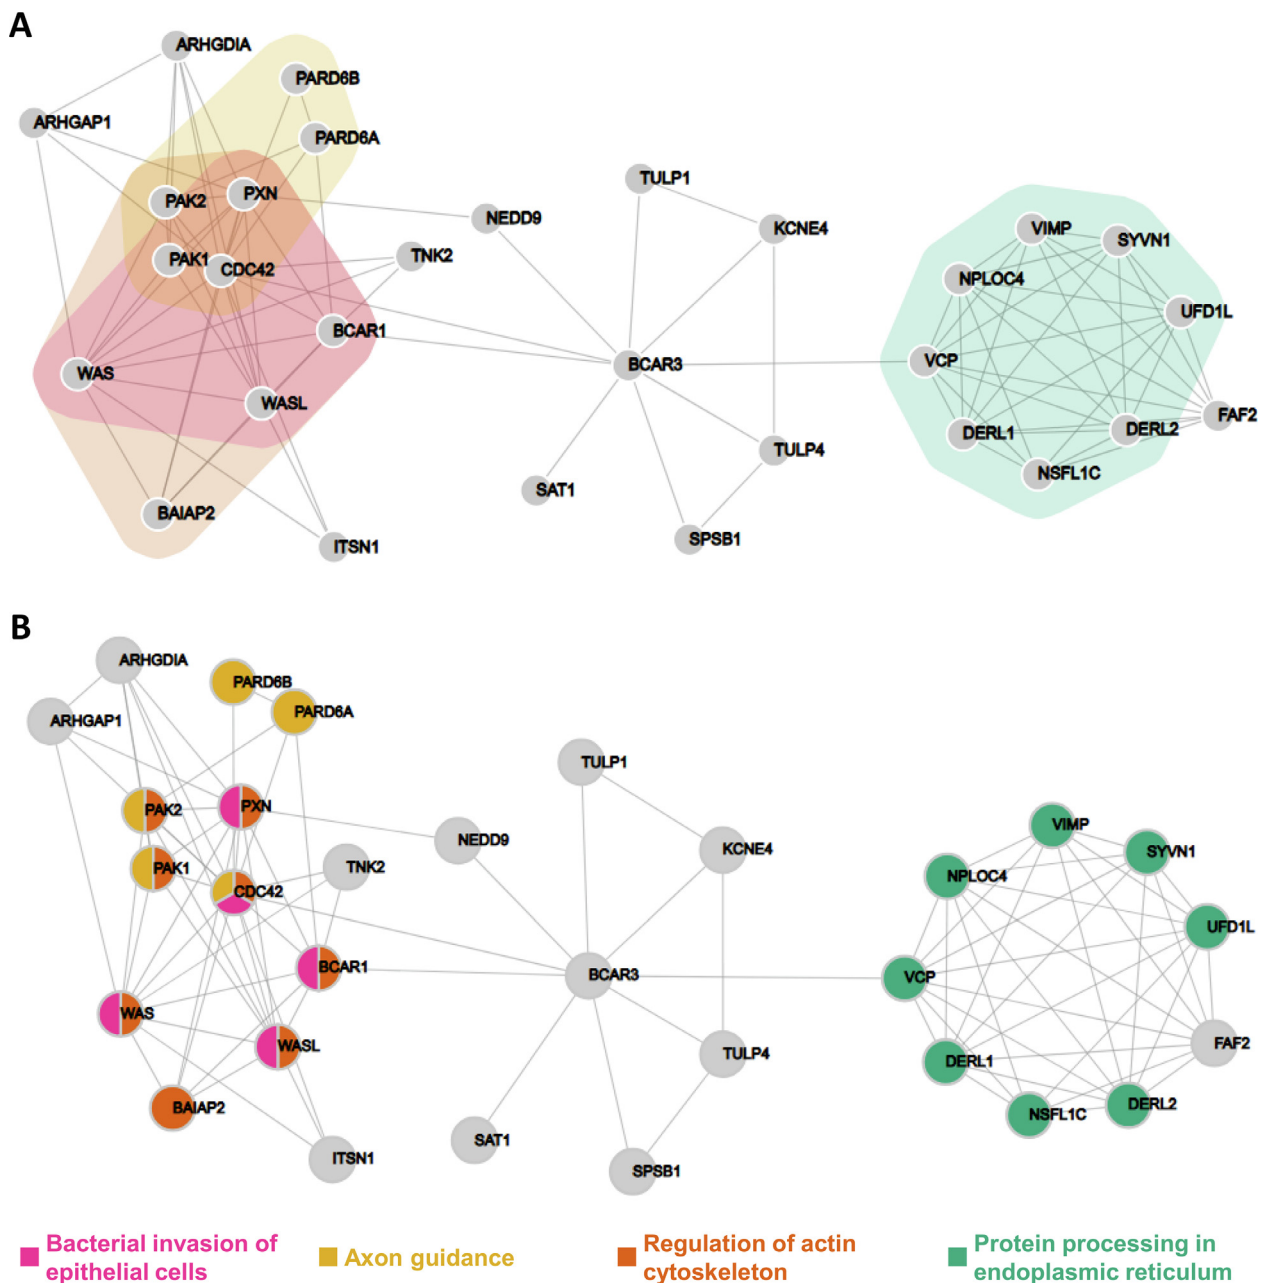 A
ARHGDIA
PARD6B
ARHGAP1
PARD6A
TULP1
PAK2
PXN
NEDD9
KCNE4
VIMP
SYVN1
TNK2
PAK1
CDC42
NPLOC4
UFD1L
BCAR1
BCAR3
VCP
WAS
WASL
FAF2
DERL1
DERL2
TULP4
NSFL1C
SAT1
BAIAP2
SPSB1
ITSN1
B
ARHGDIA
PARD6B
PARD6A
ARHGAP1
TULP1
PAK2
PXN
VIMP
NEDD9
KCNE4
SYVN1
PAK1
TNK2
NPLOC4
CDC42
UFD1L
BCAR1
BCAR3
VCP
WAS
WASL
TULP4
FAF2
DERL1
BAIAP2
DERL2
NSFL1C
SAT1
ITSN1
SPSB1
Bacterial invasion of
epithelial cells
Axon guidance
Regulation of actin
cytoskeleton
Protein processing in
endoplasmic reticulum